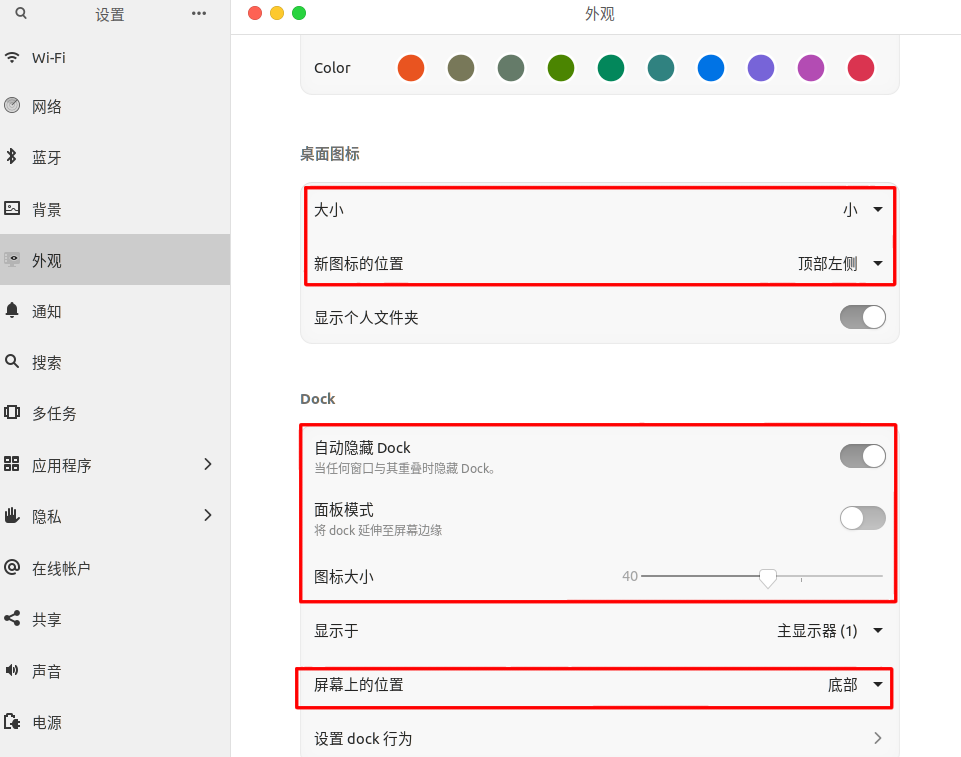 设置
外观
Wi-Fi
网络
蓝牙
背景
外观
通知
搜索
多任务
应用程序
隐私
在线帐户
共享
声音
电源
Color
桌面图标
大小 小
新图标的位置 顶部左侧
显示个人文件夹
Dock
自动隐藏 Dock
当任何窗口与其重叠时隐藏 Dock。
面板模式
将 dock 延伸至屏幕边缘
图标大小 40
显示于 主显示器 (1)
屏幕上的位置 底部
设置 dock 行为